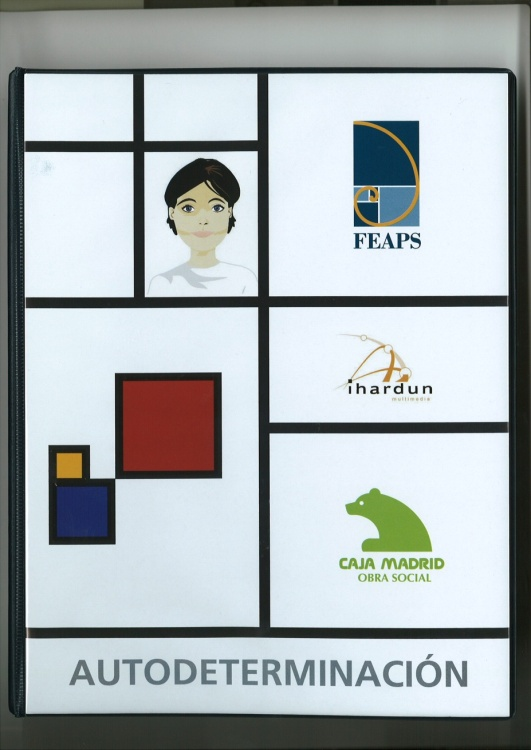 FEAPS
ihardun
multimedia
CAJA MADRID
OBRA SOCIAL
AUTODETERMINACIÓN